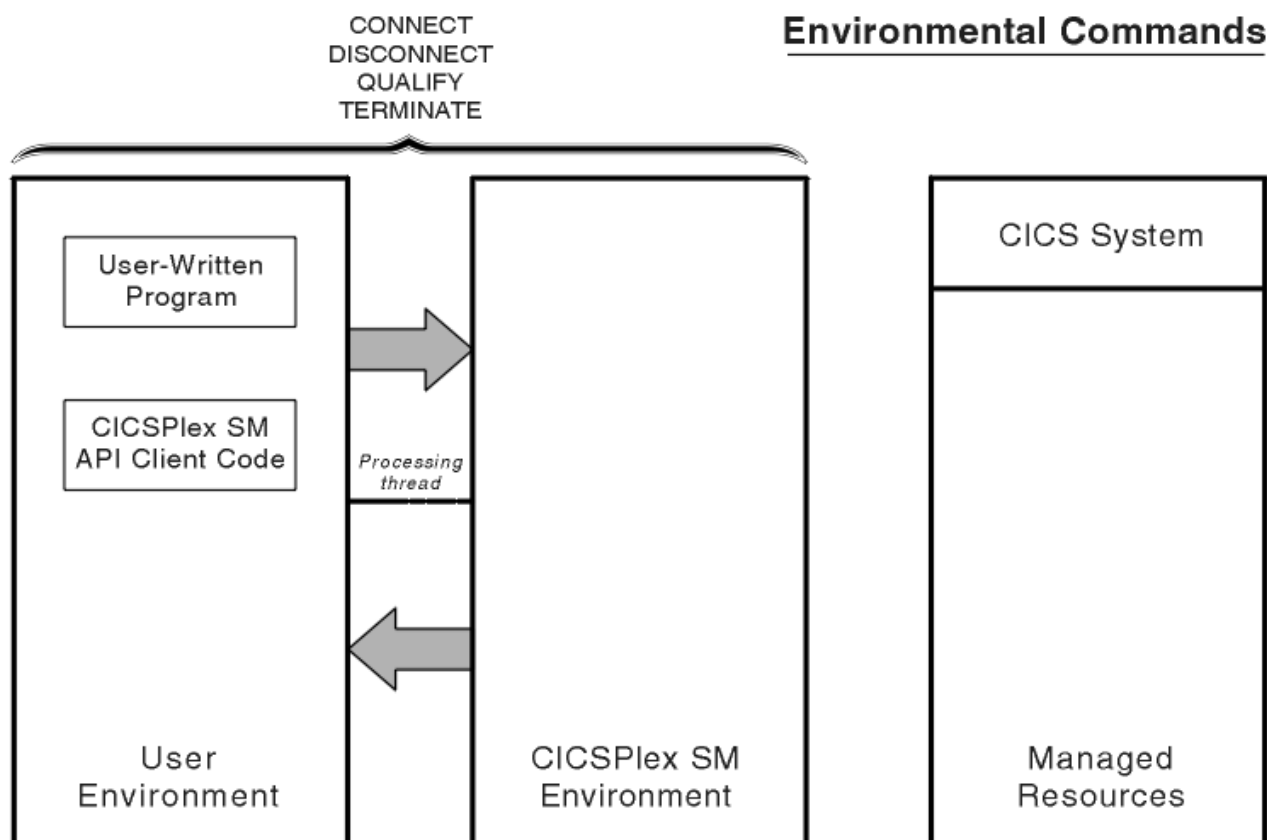 Environmental Commands
CONNECT
DISCONNECT
QUALIFY
TERMINATE
User-Written
Program
CICSPlex SM
API Client Code
Processing
thread
User
Environment
CICSPlex SM
Environment
CICS System
Managed
Resources